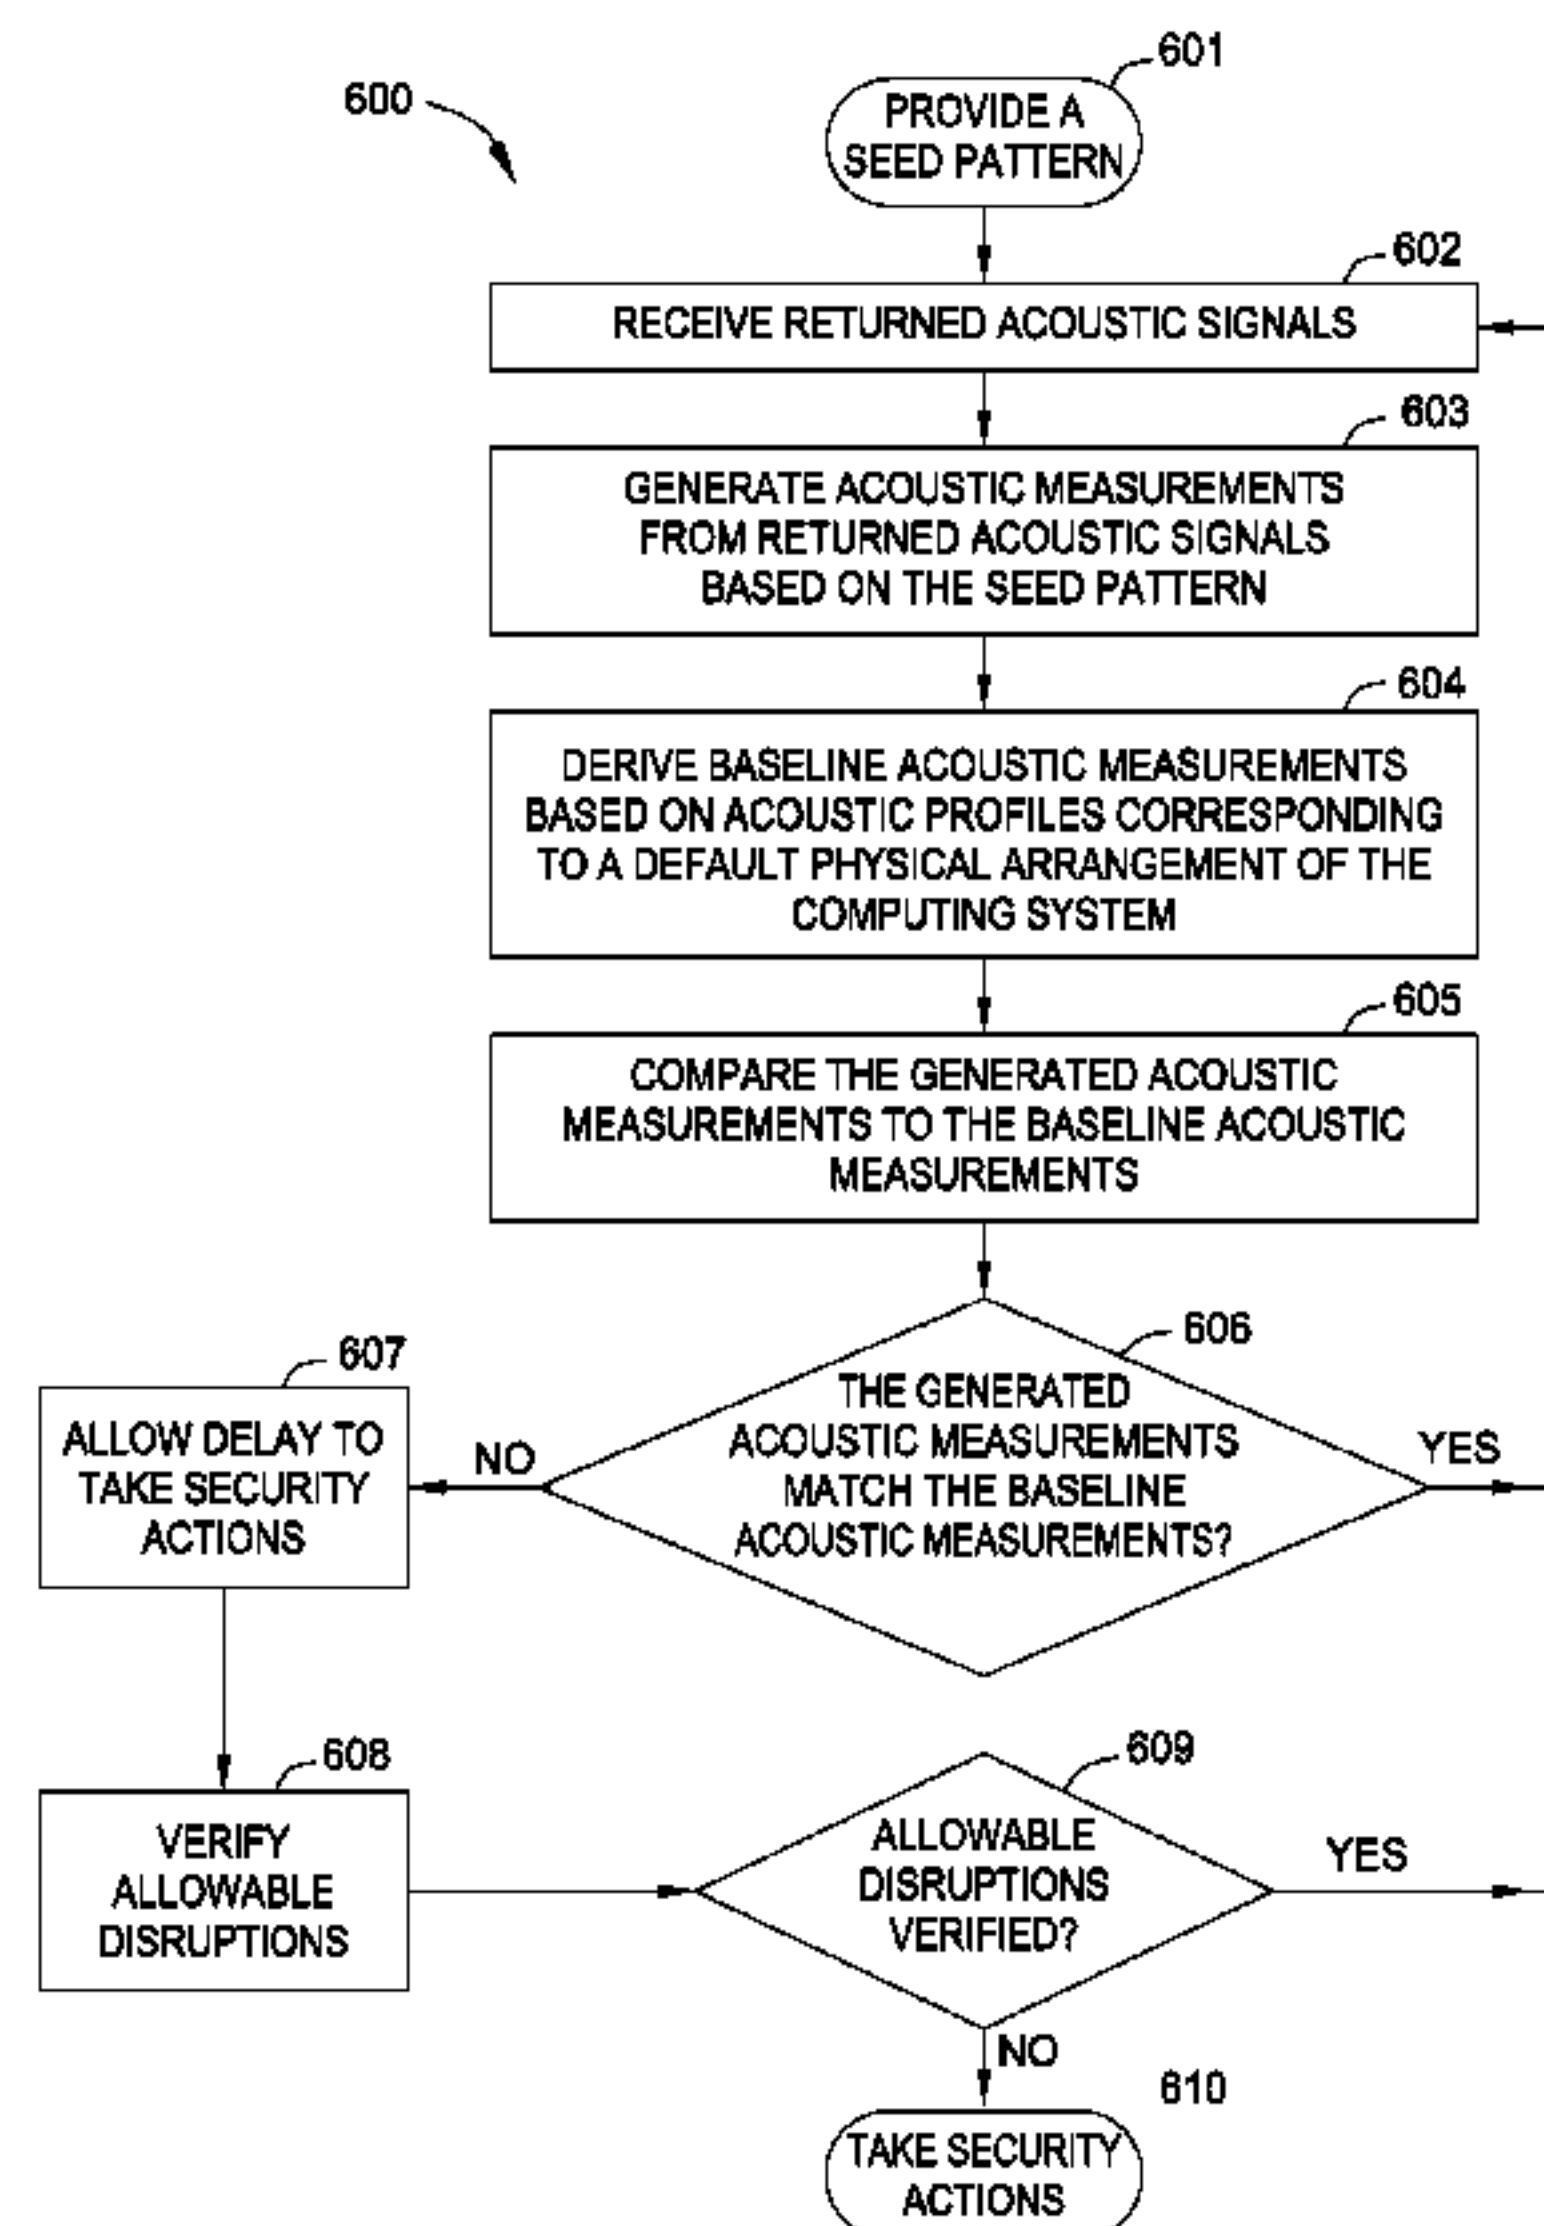 600
601
PROVIDE A
SEED PATTERN
602
RECEIVE RETURNED ACOUSTIC SIGNALS
603
GENERATE ACOUSTIC MEASUREMENTS
FROM RETURNED ACOUSTIC SIGNALS
BASED ON THE SEED PATTERN
604
DERIVE BASELINE ACOUSTIC MEASUREMENTS
BASED ON ACOUSTIC PROFILES CORRESPONDING
TO A DEFAULT PHYSICAL ARRANGEMENT OF THE
COMPUTING SYSTEM
605
COMPARE THE GENERATED ACOUSTIC
MEASUREMENTS TO THE BASELINE ACOUSTIC
MEASUREMENTS
606
THE GENERATED
ACOUSTIC MEASUREMENTS
MATCH THE BASELINE
ACOUSTIC MEASUREMENTS?
YES
NO
607
ALLOW DELAY TO
TAKE SECURITY
ACTIONS
608
VERIFY
ALLOWABLE
DISRUPTIONS
609
ALLOWABLE
DISRUPTIONS
VERIFIED?
YES
NO
610
TAKE SECURITY
ACTIONS